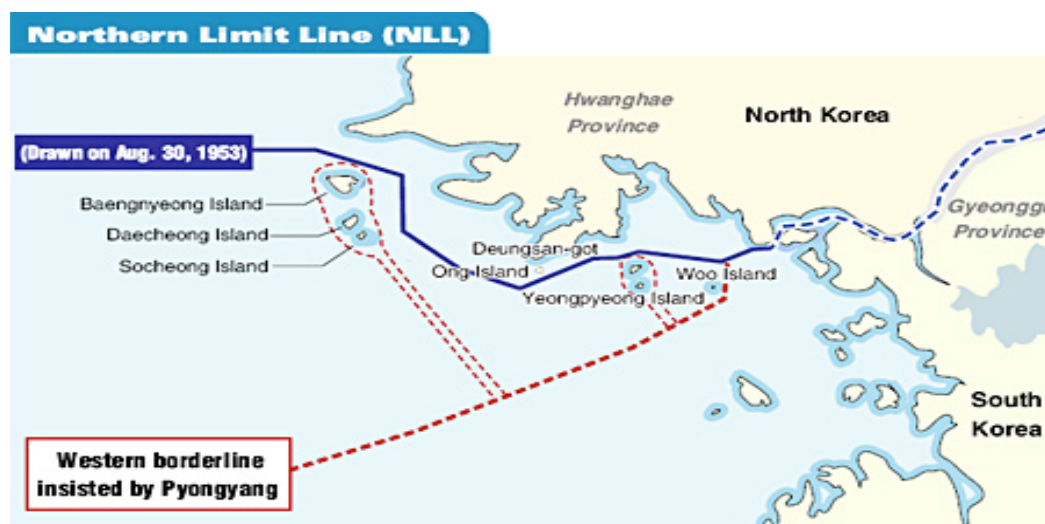 Northern Limit Line (NLL)
Hwanghae
Province
North Korea
(Drawn on Aug. 30, 1953)
Baengnyeong Island
Daecheong Island
Socheong Island
Deungsan-got
Ong Island
Yeongpyeong Island
Woo Island
Gyeongg
Province
South
Korea
Western borderline
insisted by Pyongyang